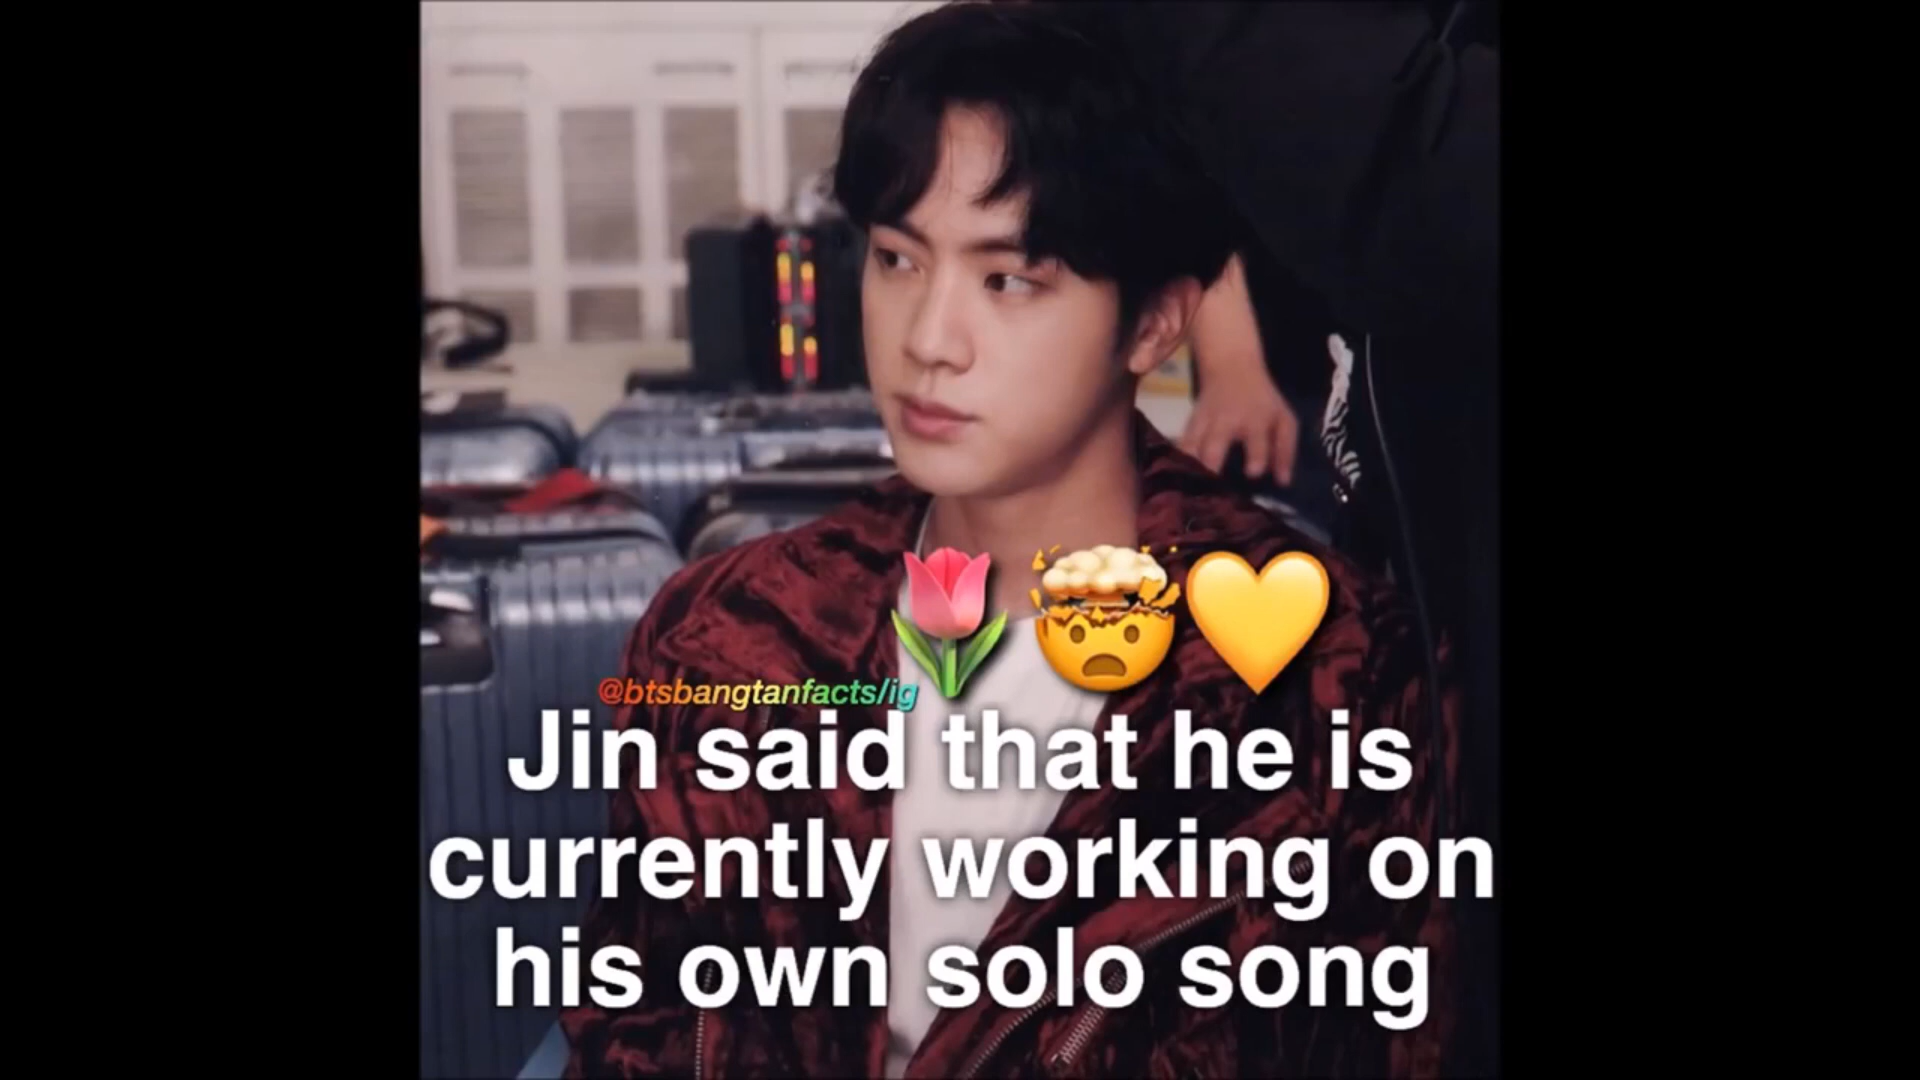 @btsbangtanfacts/ig
Jin said that he is
currently working on
his own solo song